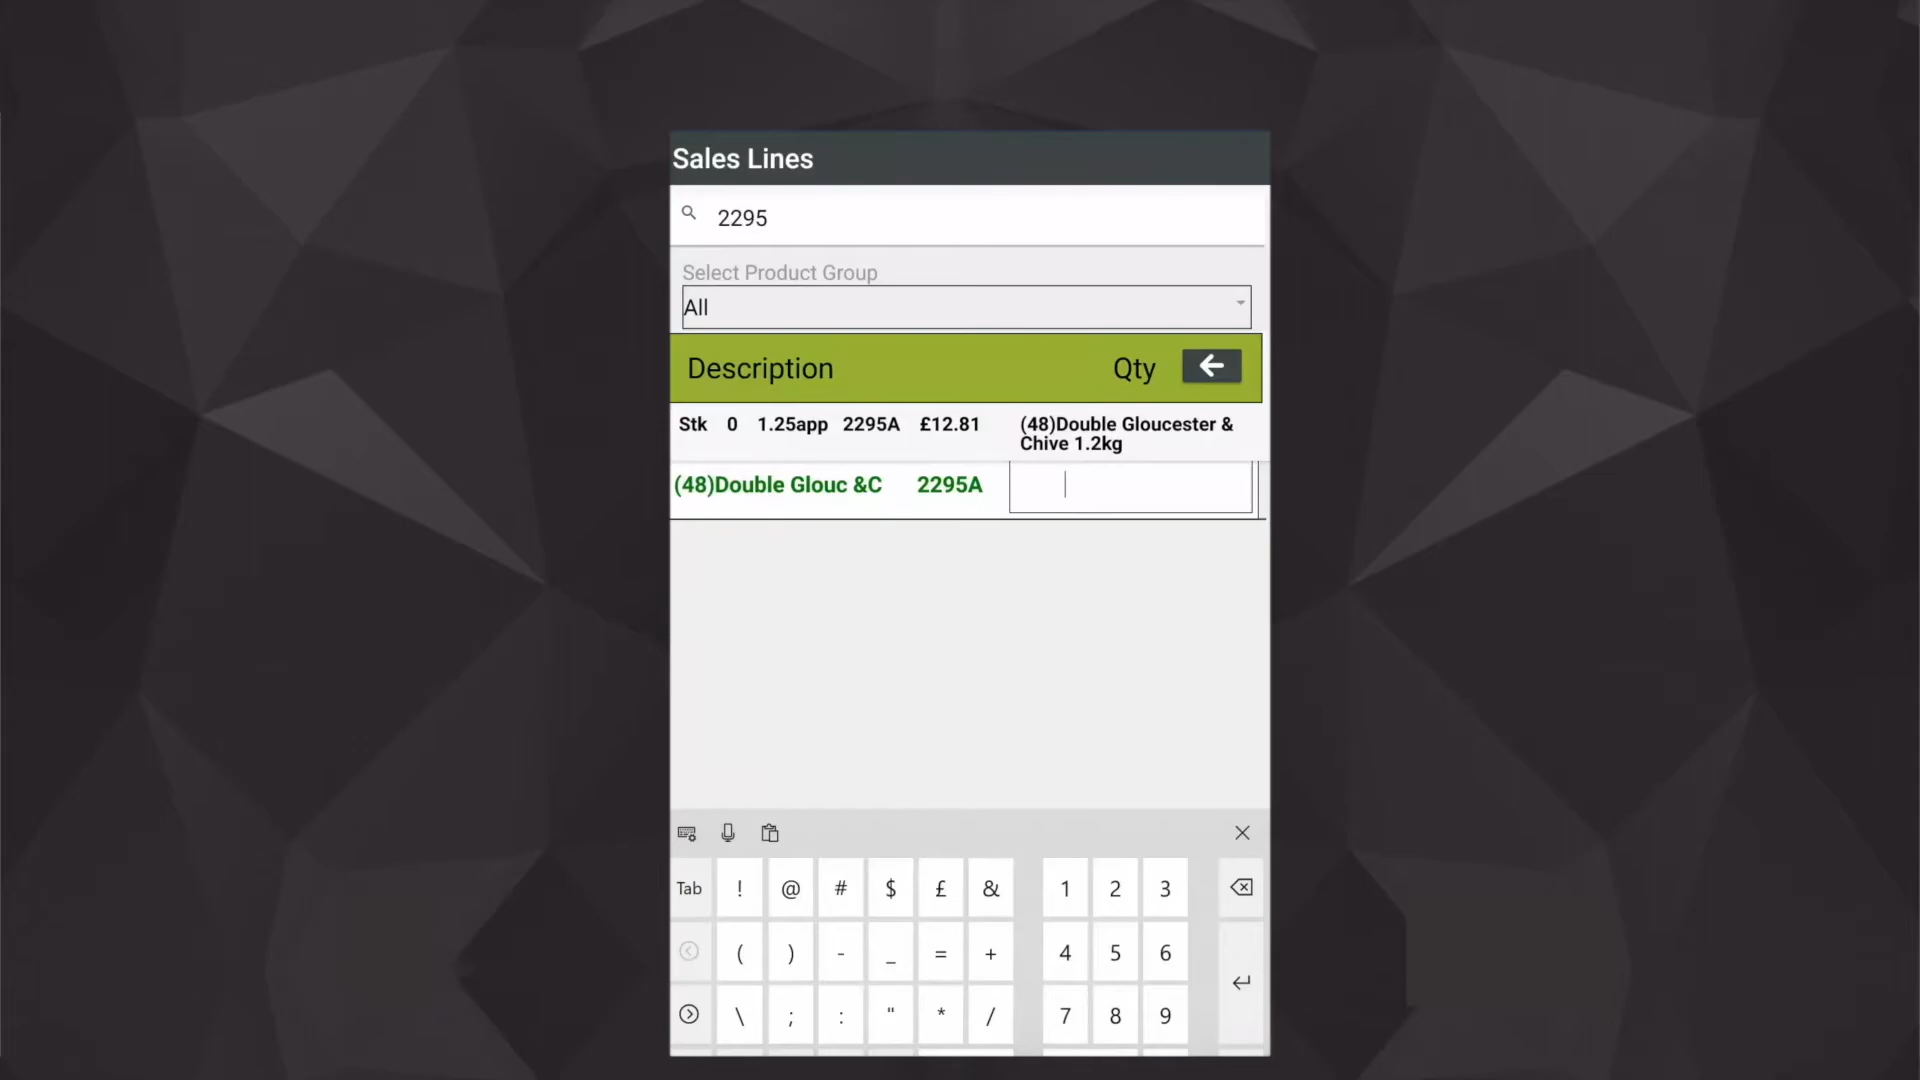 Sales Lines
2295
Select Product Group
All
Description Qty
Stk 0 1.25app 2295A £12.81 (48)Double Gloucester &
Chive 1.2kg
(48)Double Glouc &C 2295A
Tab ! @ # $ £ & 1 2 3
( ) - _ = + 4 5 6
\ ; : " * / 7 8 9